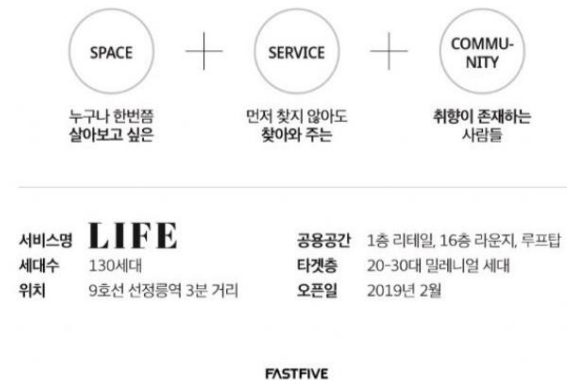 SPACE
SERVICE
COMMU-
NITY
누구나 한번쯤
살아보고 싶은
먼저 찾지 않아도
찾아와 주는
취향이 존재하는
사람들
서비스명 LIFE
세대수 130세대
위치 9호선 선정릉역 3분 거리
공용공간 1층 리테일, 16층 라운지, 루프탑
타겟층 20-30대 밀레니얼 세대
오픈일 2019년 2월
FASTFIVE